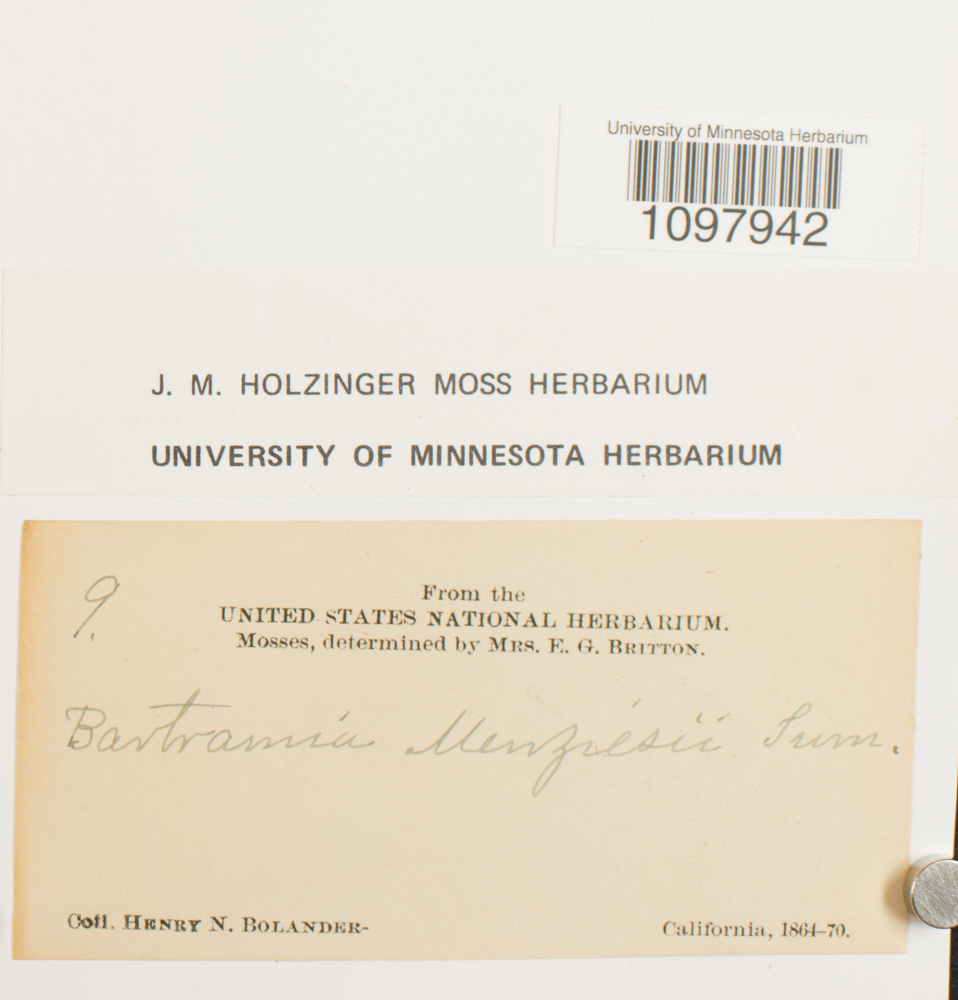 University of Minnesota Herbarium
1097942
J. M. HOLZINGER MOSS HERBARIUM
UNIVERSITY OF MINNESOTA HERBARIUM
9.
From the
UNITED STATES NATIONAL HERBARIUM.
Mosses, determined by MRS. E. G. BRITTON.
Bartramia Menziesii
Coll. HENRY N. BOLANDER-
California, 1864-70.